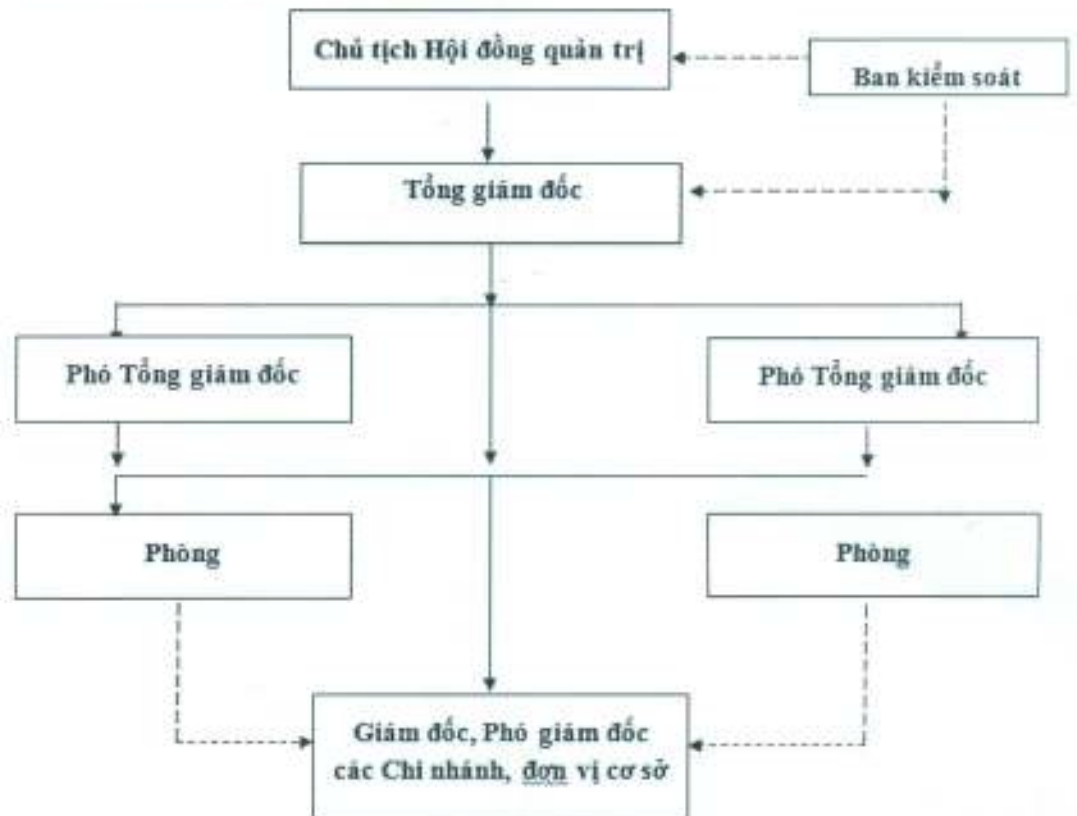 Chủ tịch Hội đồng quản trị
Ban kiểm soát
Tổng giám đốc
Phó Tổng giám đốc
Phó Tổng giám đốc
Phòng
Phòng
Giám đốc, Phó giám đốc
các Chi nhánh, đơn vị cơ sở